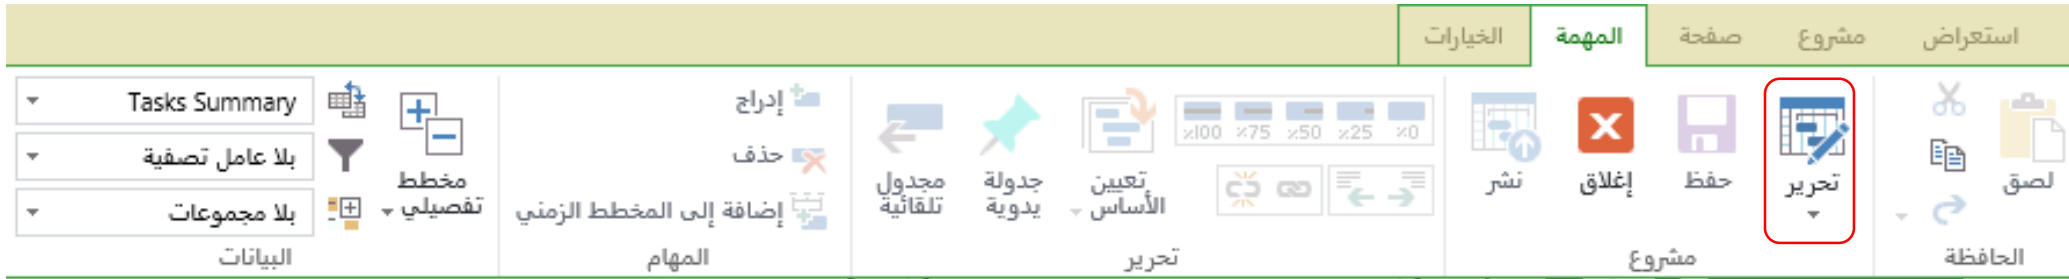 استعراض
مشروع
صفحة
المهمة
الخيارات
لصق
الحافظة
تحرير
حفظ
إغلاق
نشر
مشروع
%0 %25 %50 %75 %100
تعيين
الأساس
جدولة
يدوية
مجدول
تلقائية
تحرير
إدراج
حذف
إضافة إلى المخطط الزمني
المهام
مخطط
تفصيلي
Tasks Summary
بلا عامل تصفية
بلا مجموعات
البيانات